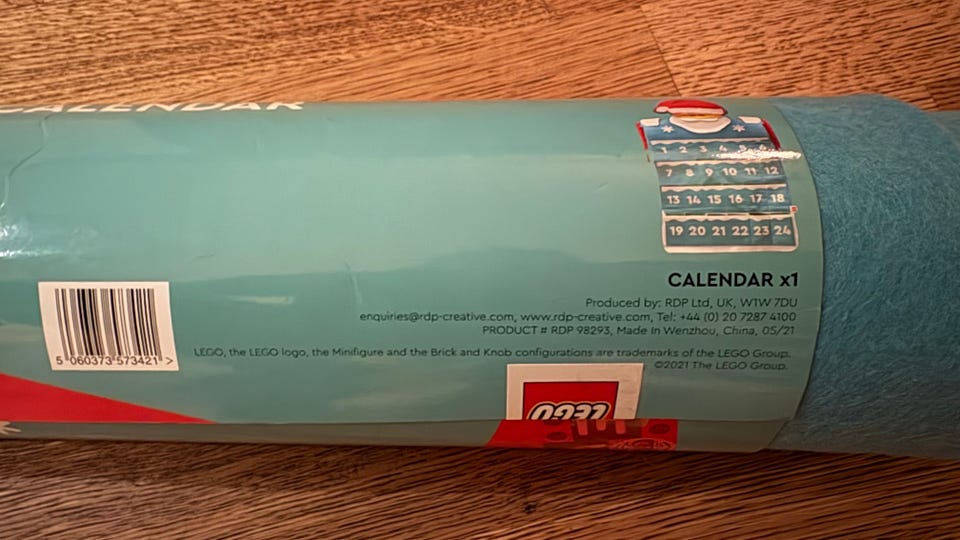 CALENDAR
1 2 3 4 5 6
7 8 9 10 11 12
13 14 15 16 17 18
19 20 21 22 23 24
CALENDAR x1
Produced by: RDP Ltd, UK, W1W 7DU
enquiries@rdp-creative.com, www.rdp-creative.com, Tel: +44 (0) 20 7287 4100
PRODUCT # RDP 98293, Made In Wenzhou, China, 05/21
5 060373 573421 >
LEGO, the LEGO logo, the Minifigure and the Brick and Knob configurations are trademarks of the LEGO Group.
©2021 The LEGO Group.
LEGO